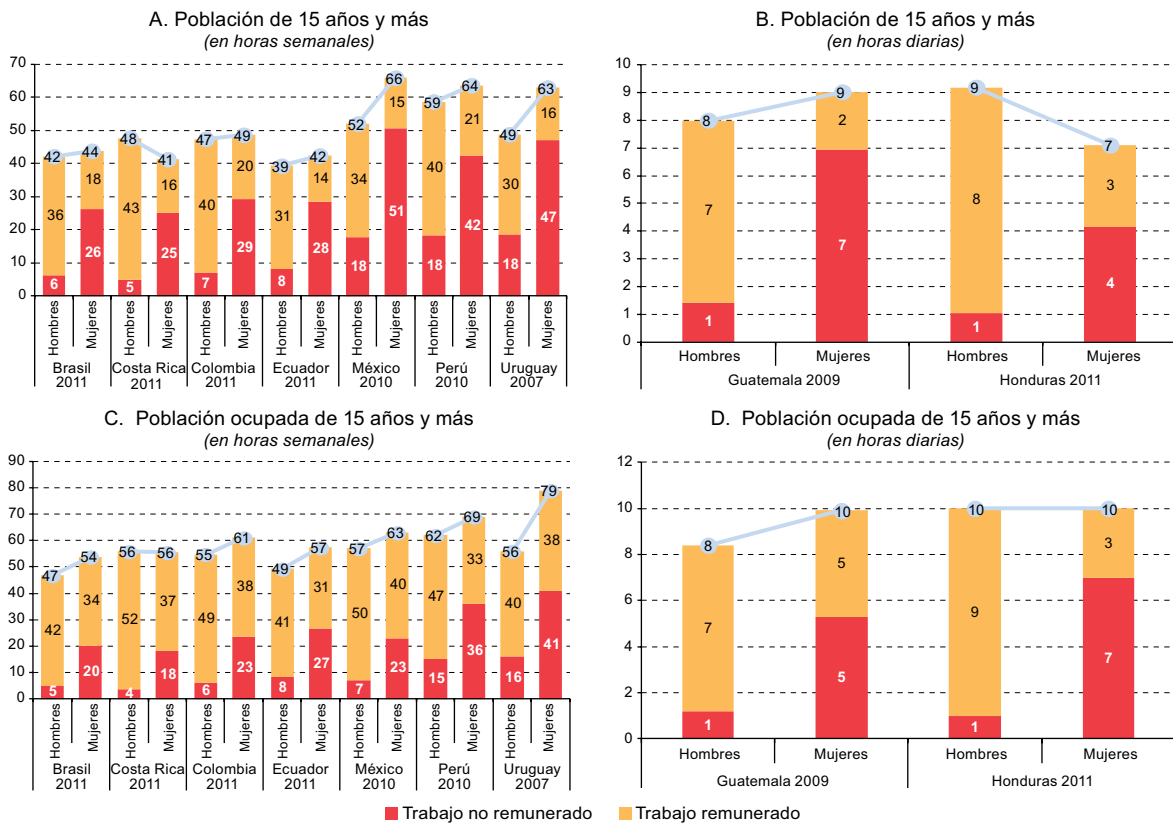 A. Población de 15 años y más
(en horas semanales)
70
60
50
40
30
20
10
0
42 44 48 41 47 49 39 42 52 66 59 64 49 63
36 18 43 16 40 20 31 14 34 15 40 21 30 16
6 26 5 25 7 29 8 28 18 51 18 42 18 47
Hombres Mujeres Hombres Mujeres Hombres Mujeres Hombres Mujeres Hombres Mujeres Hombres Mujeres Hombres Mujeres
Brasil Costa Rica Colombia Ecuador México Perú Uruguay
2011 2011 2011 2011 2010 2010 2007
B. Población de 15 años y más
(en horas diarias)
10
9
8
7
6
5
4
3
2
1
0
8 9 9 7
7 2 8 3
1 7 1 4
Hombres Mujeres Hombres Mujeres
Guatemala 2009 Honduras 2011
C. Población ocupada de 15 años y más
(en horas semanales)
90
80
70
60
50
40
30
20
10
0
47 54 56 56 55 61 49 57 57 63 62 69 56 79
42 34 52 37 49 38 41 31 50 40 47 33 40 38
5 20 4 18 6 23 8 27 7 23 15 36 16 41
Hombres Mujeres Hombres Mujeres Hombres Mujeres Hombres Mujeres Hombres Mujeres Hombres Mujeres Hombres Mujeres
Brasil Costa Rica Colombia Ecuador México Perú Uruguay
2011 2011 2011 2011 2010 2010 2007
D. Población ocupada de 15 años y más
(en horas diarias)
12
10
8
6
4
2
0
8 10 10 10
7 5 9 3
1 5 1 7
Hombres Mujeres Hombres Mujeres
Guatemala 2009 Honduras 2011
Trabajo no remunerado Trabajo remunerado